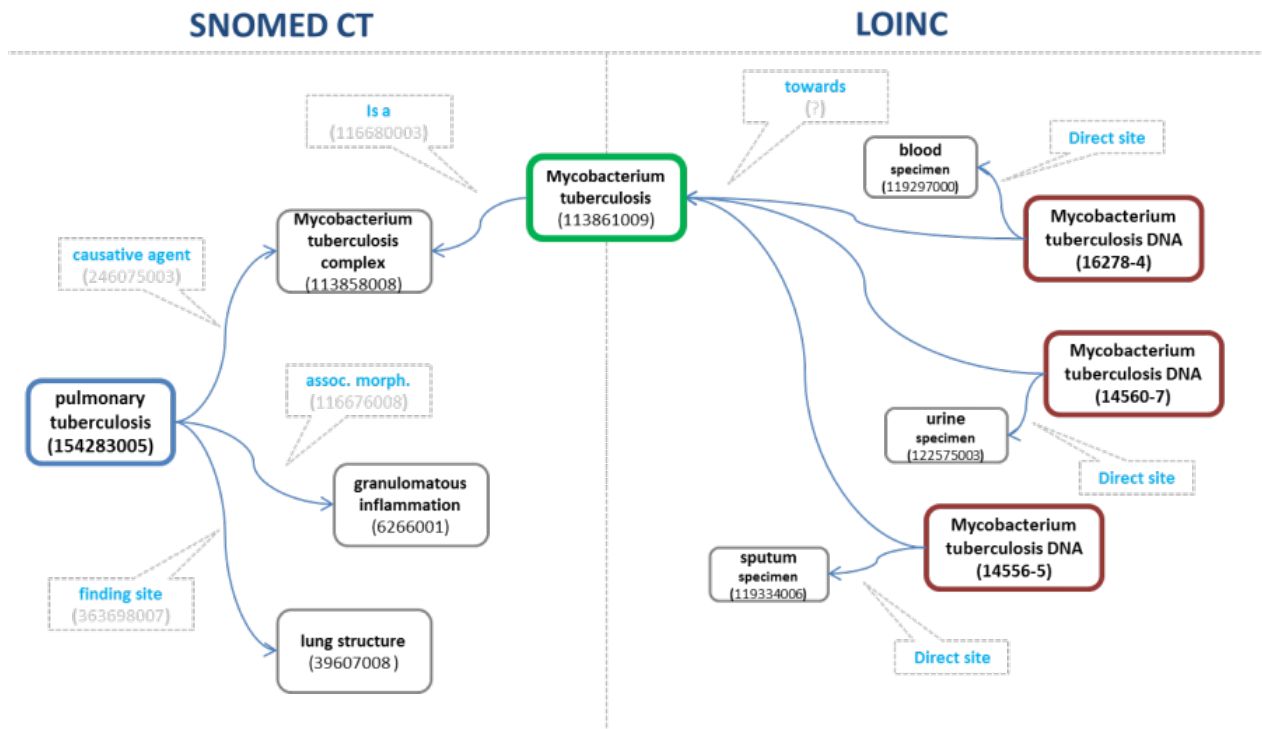 SNOMED CT
LOINC
Is a
(116680003)
towards
(?)
Direct site
blood
specimen
(119297000)
Mycobacterium
tuberculosis
(113861009)
Mycobacterium
tuberculosis DNA
(16278-4)
Mycobacterium
tuberculosis
complex
(113858008)
causative agent
(246075003)
assoc. morph.
(116676008)
Mycobacterium
tuberculosis DNA
(14560-7)
pulmonary
tuberculosis
(154283005)
urine
specimen
(122575003)
Direct site
granulomatous
inflammation
(6266001)
Mycobacterium
tuberculosis DNA
(14556-5)
sputum
specimen
(119334006)
finding site
(363698007)
lung structure
(39607008 )
Direct site